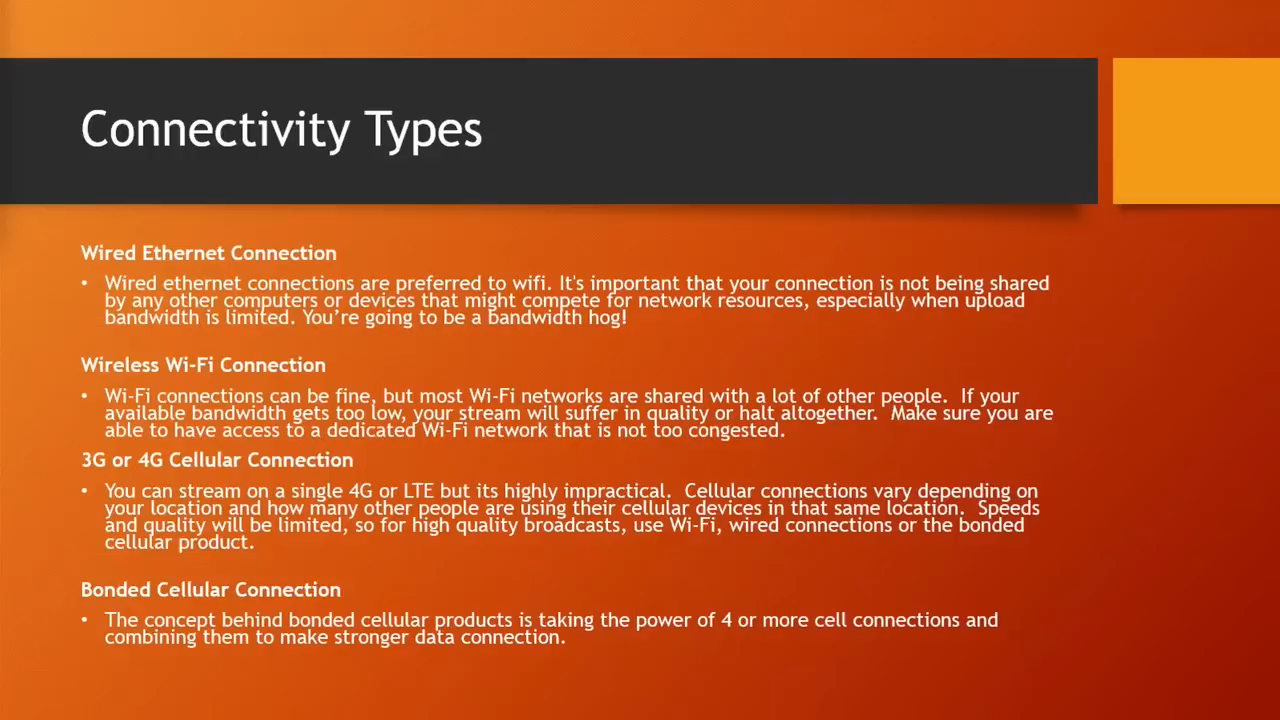 Connectivity Types
Wired Ethernet Connection
• Wired ethernet connections are preferred to wifi. It's important that your connection is not being shared
by any other computers or devices that might compete for network resources, especially when upload
bandwidth is limited. You’re going to be a bandwidth hog!
Wireless Wi-Fi Connection
• Wi-Fi connections can be fine, but most Wi-Fi networks are shared with a lot of other people.  If your
available bandwidth gets too low, your stream will suffer in quality or halt altogether.  Make sure you are
able to have access to a dedicated Wi-Fi network that is not too congested.
3G or 4G Cellular Connection
• You can stream on a single 4G or LTE but its highly impractical.  Cellular connections vary depending on
your location and how many other people are using their cellular devices in that same location.  Speeds
and quality will be limited, so for high quality broadcasts, use Wi-Fi, wired connections or the bonded
cellular product.
Bonded Cellular Connection
• The concept behind bonded cellular products is taking the power of 4 or more cell connections and
combining them to make stronger data connection.